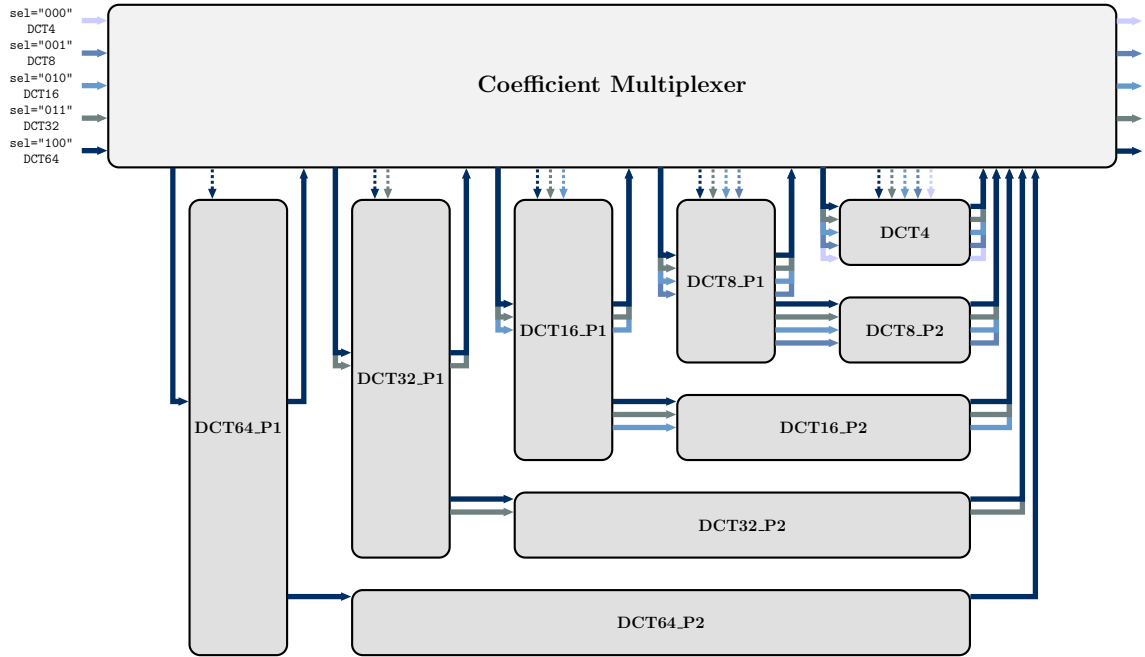 sel="000"
DCT4
sel="001"
DCT8
sel="010"
DCT16
sel="011"
DCT32
sel="100"
DCT64
Coefficient Multiplexer
DCT4
DCT8_P1
DCT8_P2
DCT16_P1
DCT32_P1
DCT64_P1
DCT16_P2
DCT32_P2
DCT64_P2